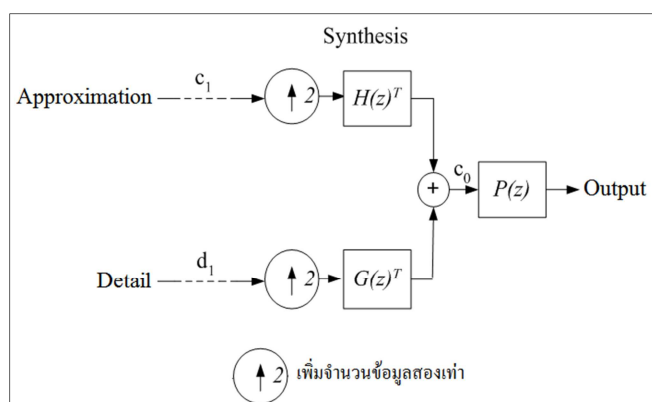 Synthesis
Approximation c₁ ↑ 2 H(z)ᵀ
+ c₀ P(z) Output
Detail d₁ ↑ 2 G(z)ᵀ
↑ 2 เพิ่มจำนวนข้อมูลสองเท่า